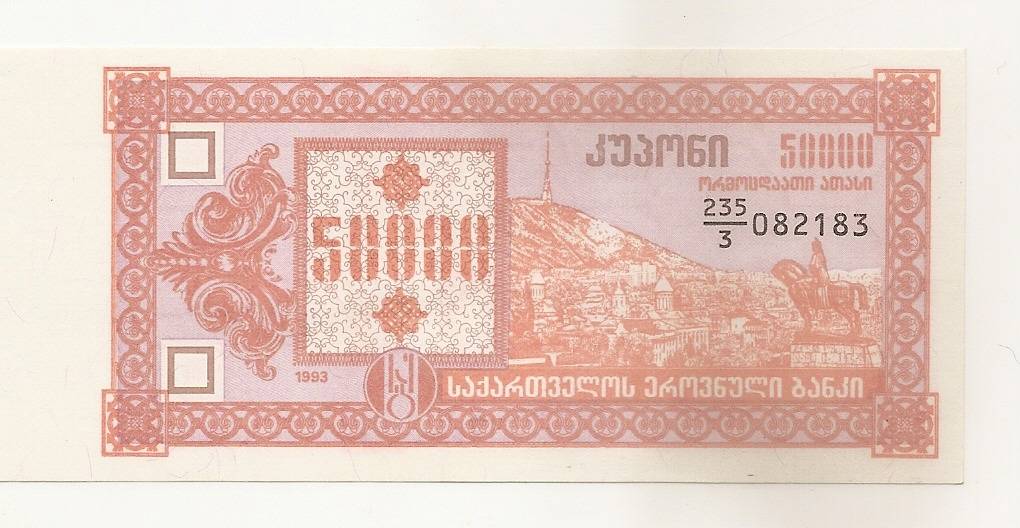 კუპონი 50000
ორმოცდაათი ათასი
235/3 082183
50000
1993
საქართველოს ეროვნული ბანკი